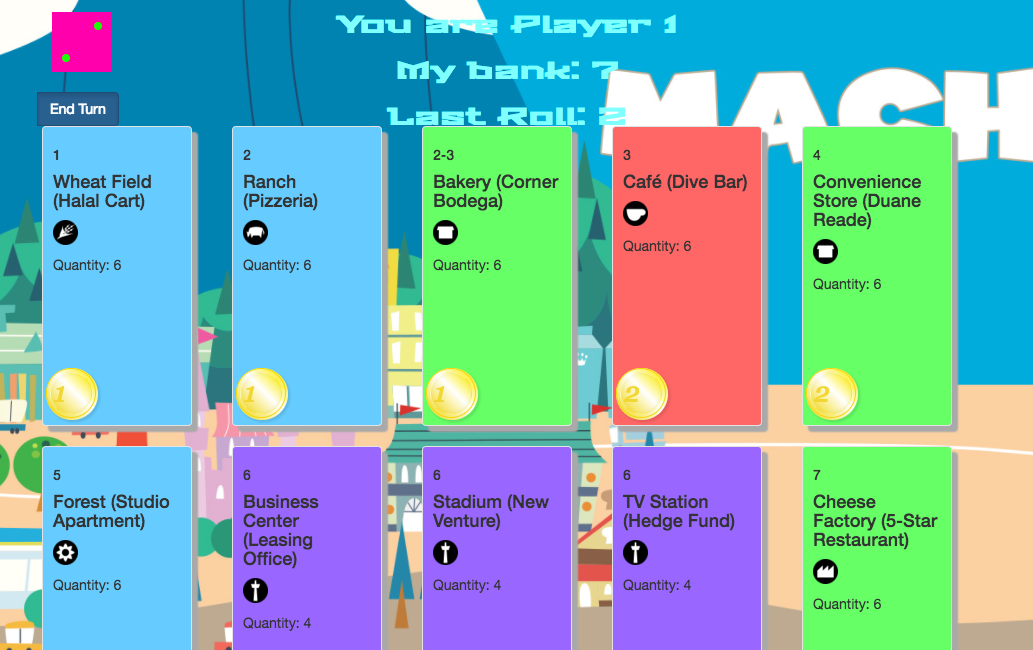 You are Player 1
My bank: 7
Last Roll: 2
MACH
End Turn
1
Wheat Field
(Halal Cart)
Quantity: 6
1
2
Ranch
(Pizzeria)
Quantity: 6
1
2-3
Bakery (Corner
Bodega)
Quantity: 6
1
3
Café (Dive Bar)
Quantity: 6
2
4
Convenience
Store (Duane
Reade)
Quantity: 6
2
5
Forest (Studio
Apartment)
Quantity: 6
6
Business
Center
(Leasing
Office)
Quantity: 4
6
Stadium (New
Venture)
Quantity: 4
6
TV Station
(Hedge Fund)
Quantity: 4
7
Cheese
Factory (5-Star
Restaurant)
Quantity: 6